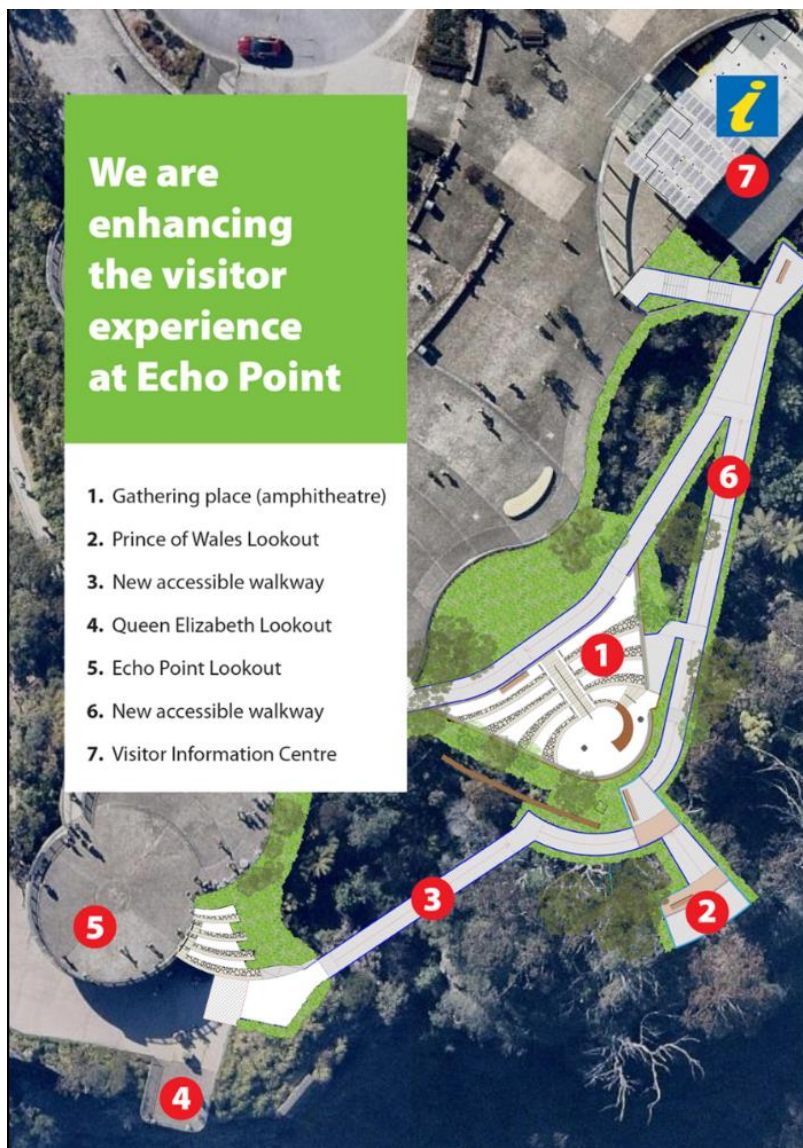 We are
enhancing
the visitor
experience
at Echo Point
1. Gathering place (amphitheatre)
2. Prince of Wales Lookout
3. New accessible walkway
4. Queen Elizabeth Lookout
5. Echo Point Lookout
6. New accessible walkway
7. Visitor Information Centre
i
7
6
1
3
2
5
4